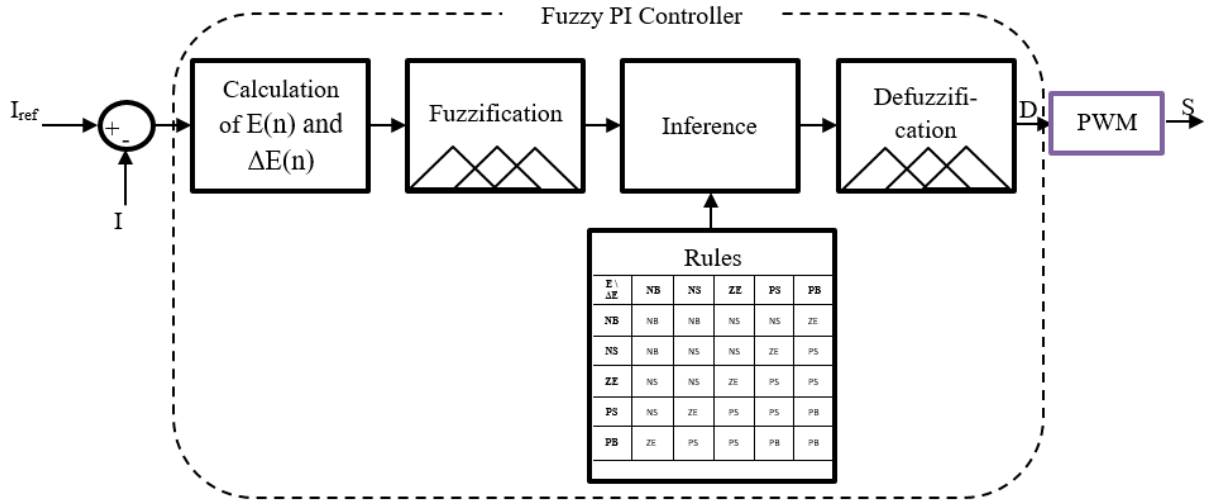 Fuzzy PI Controller
I_ref
+
-
I
Calculation
of E(n) and
ΔE(n)
Fuzzification
Inference
Defuzzifi-
cation
D
PWM
S
Rules
E \ ΔE NB NS ZE PS PB
NB NB NB NS NS ZE
NS NB NS NS ZE PS
ZE NS NS ZE PS PS
PS NS ZE PS PS PB
PB ZE PS PS PB PB